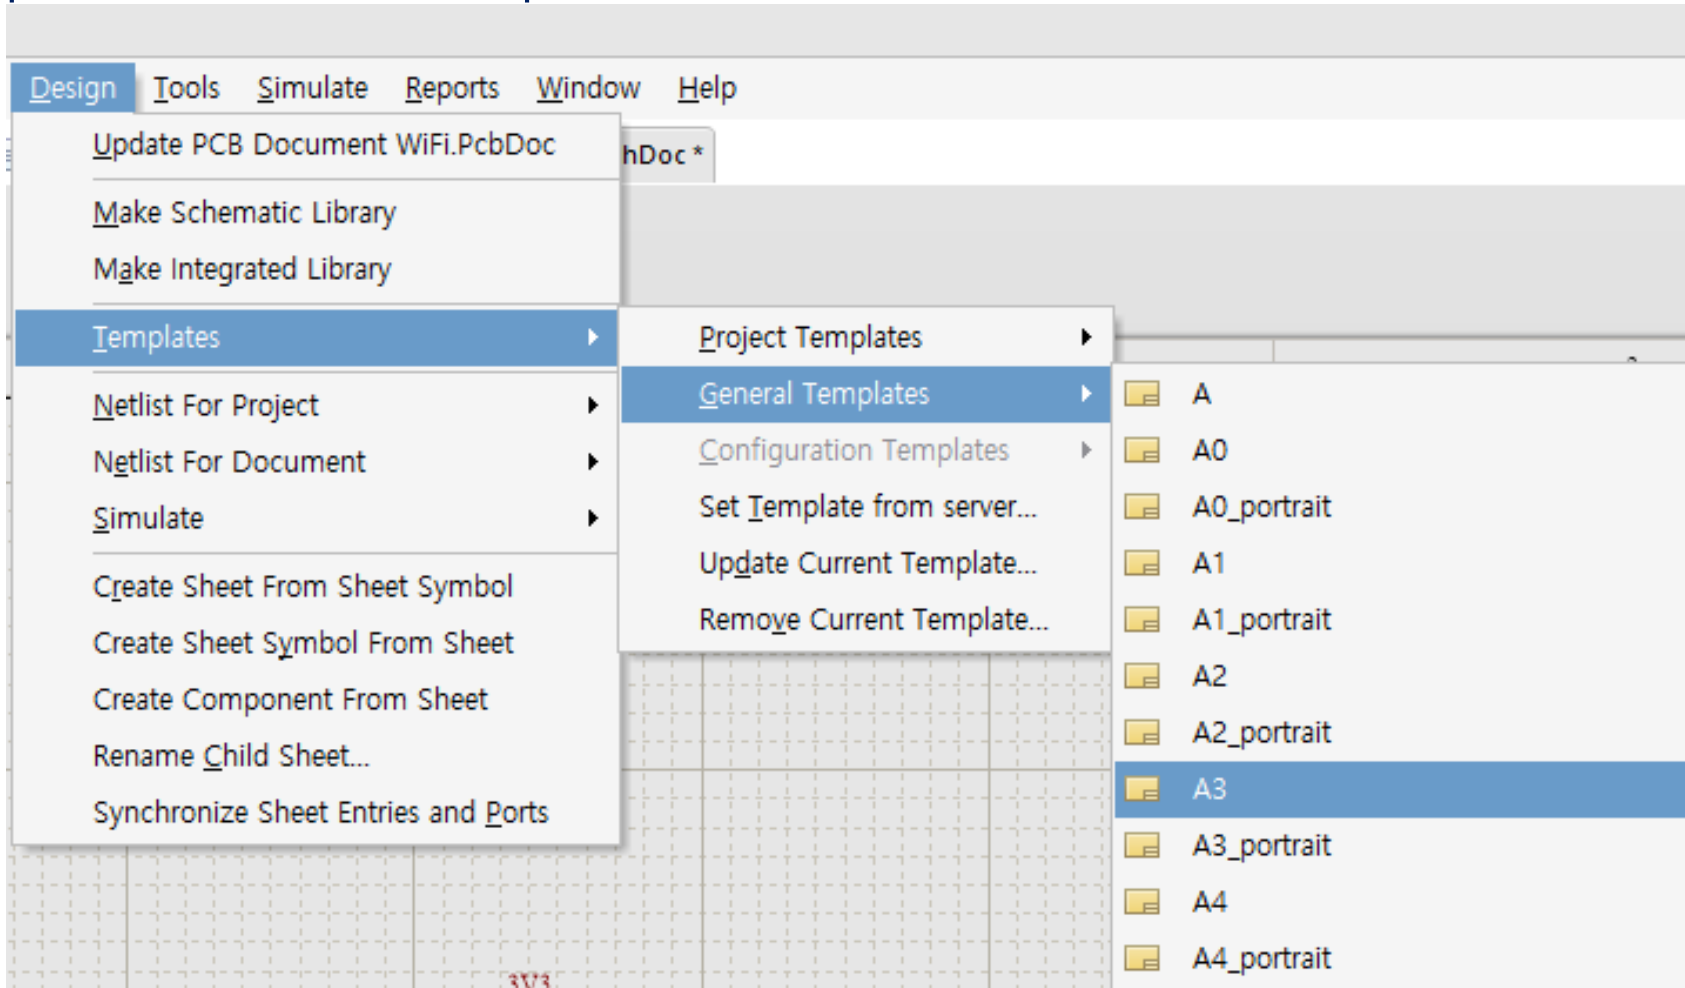 Design Tools Simulate Reports Window Help
Update PCB Document WiFi.PcbDoc
hDoc *
Make Schematic Library
Make Integrated Library
Templates
Netlist For Project
Netlist For Document
Simulate
Create Sheet From Sheet Symbol
Create Sheet Symbol From Sheet
Create Component From Sheet
Rename Child Sheet...
Synchronize Sheet Entries and Ports
Project Templates
General Templates
Configuration Templates
Set Template from server...
Update Current Template...
Remove Current Template...
A
A0
A0_portrait
A1
A1_portrait
A2
A2_portrait
A3
A3_portrait
A4
A4_portrait
3V3